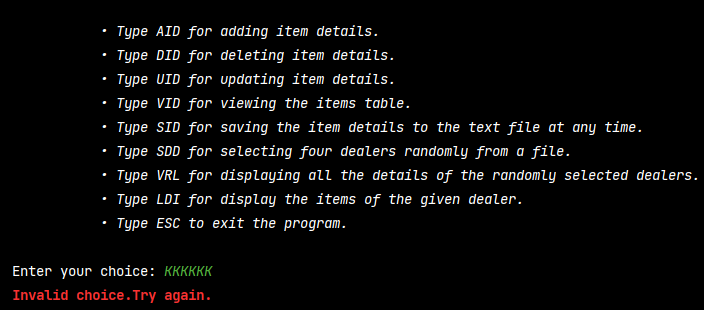 • Type AID for adding item details.
• Type DID for deleting item details.
• Type UID for updating item details.
• Type VID for viewing the items table.
• Type SID for saving the item details to the text file at any time.
• Type SDD for selecting four dealers randomly from a file.
• Type VRL for displaying all the details of the randomly selected dealers.
• Type LDI for display the items of the given dealer.
• Type ESC to exit the program.
Enter your choice: KKKKKK
Invalid choice.Try again.